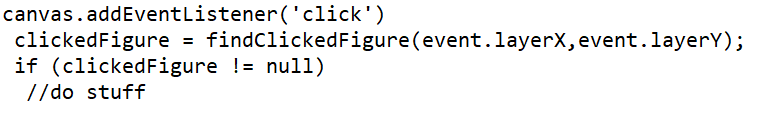 canvas.addEventListener('click')
clickedFigure = findClickedFigure(event.layerX,event.layerY);
if (clickedFigure != null)
//do stuff